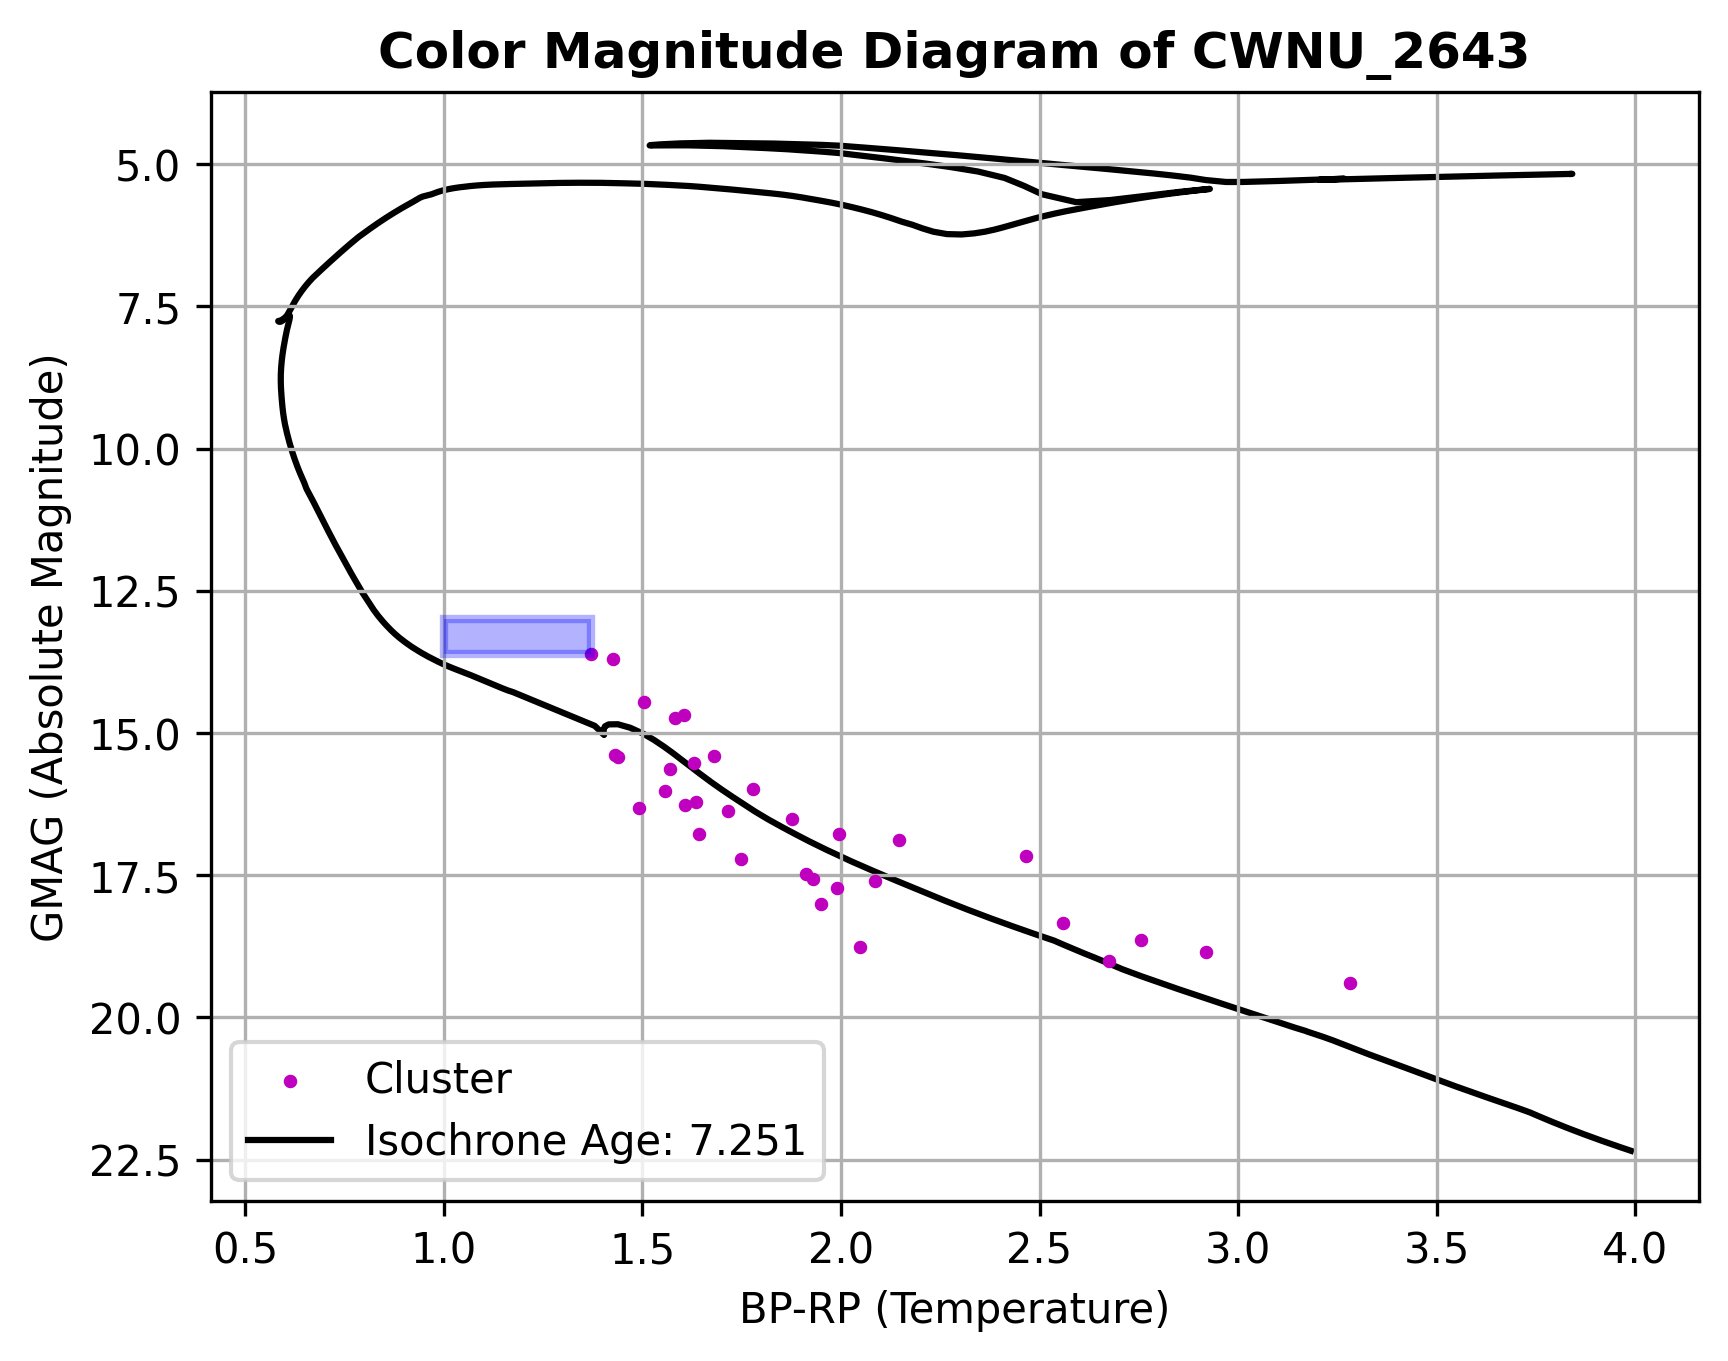 Color Magnitude Diagram of CWNU_2643
GMAG (Absolute Magnitude)
5.0
7.5
10.0
12.5
15.0
17.5
20.0
22.5
Cluster
Isochrone Age: 7.251
0.5 1.0 1.5 2.0 2.5 3.0 3.5 4.0
BP-RP (Temperature)